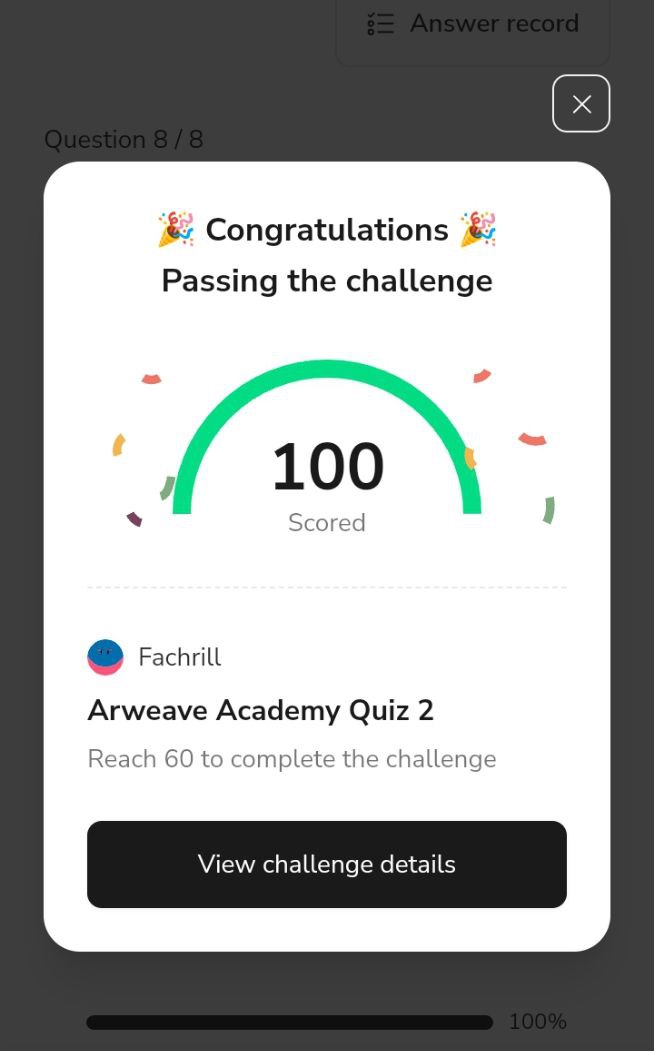 Answer record
Question 8 / 8
🎉 Congratulations 🎉
Passing the challenge
100
Scored
Fachrill
Arweave Academy Quiz 2
Reach 60 to complete the challenge
View challenge details
100%